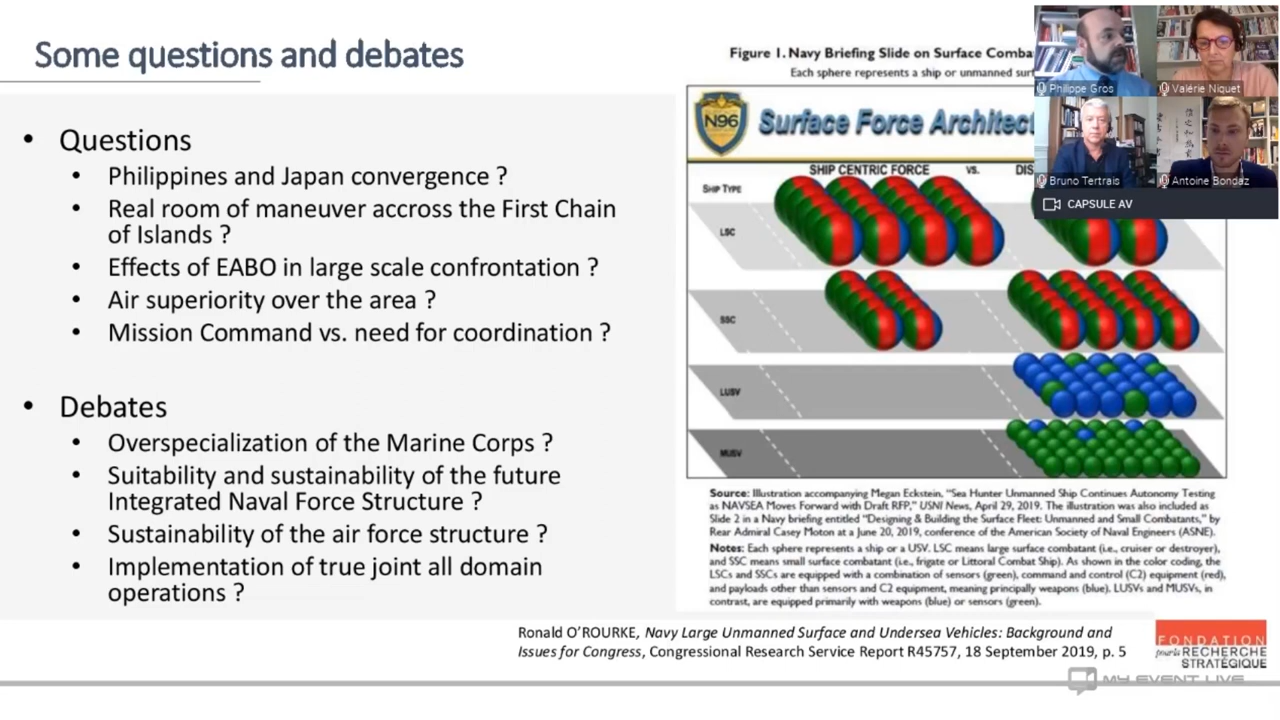 Some questions and debates
• Questions
• Philippines and Japan convergence ?
• Real room of maneuver accross the First Chain
of Islands ?
• Effects of EABO in large scale confrontation ?
• Air superiority over the area ?
• Mission Command vs. need for coordination ?
• Debates
• Overspecialization of the Marine Corps ?
• Suitability and sustainability of the future
Integrated Naval Force Structure ?
• Sustainability of the air force structure ?
• Implementation of true joint all domain
operations ?
Figure 1. Navy Briefing Slide on Surface Comba
Each sphere represents a ship or unmanned surf
N96
Surface Force Architect
SHIP CENTRIC FORCE VS. DIS
SHIP TYPE
LSC
SSC
LUSV
MUSV
Source: Illustration accompanying Megan Eckstein, "Sea Hunter Unmanned Ship Continues Autonomy Testing
as NAVSEA Moves Forward with Draft RFP," USNI News, April 29, 2019. The illustration was also included as
Slide 2 in a Navy briefing entitled "Designing & Building the Surface Fleet: Unmanned and Small Combatants," by
Rear Admiral Casey Moton at a June 20, 2019, conference of the American Society of Naval Engineers (ASNE).
Notes: Each sphere represents a ship or a USV. LSC means large surface combatant (i.e., cruiser or destroyer),
and SSC means small surface combatant (i.e., frigate or Littoral Combat Ship). As shown in the color coding, the
LSCs and SSCs are equipped with a combination of sensors (green), command and control (C2) equipment (red),
and payloads other than sensors and C2 equipment, meaning principally weapons (blue). LUSVs and MUSVs, in
contrast, are equipped primarily with weapons (blue) or sensors (green).
Ronald O'ROURKE, Navy Large Unmanned Surface and Undersea Vehicles: Background and
Issues for Congress, Congressional Research Service Report R45757, 18 September 2019, p. 5
Philippe Gros
Valérie Niquet
Bruno Tertrais
Antoine Bondaz
CAPSULE AV
FONDATION
pour la RECHERCHE
STRATÉGIQUE
MY EVENT LIVE